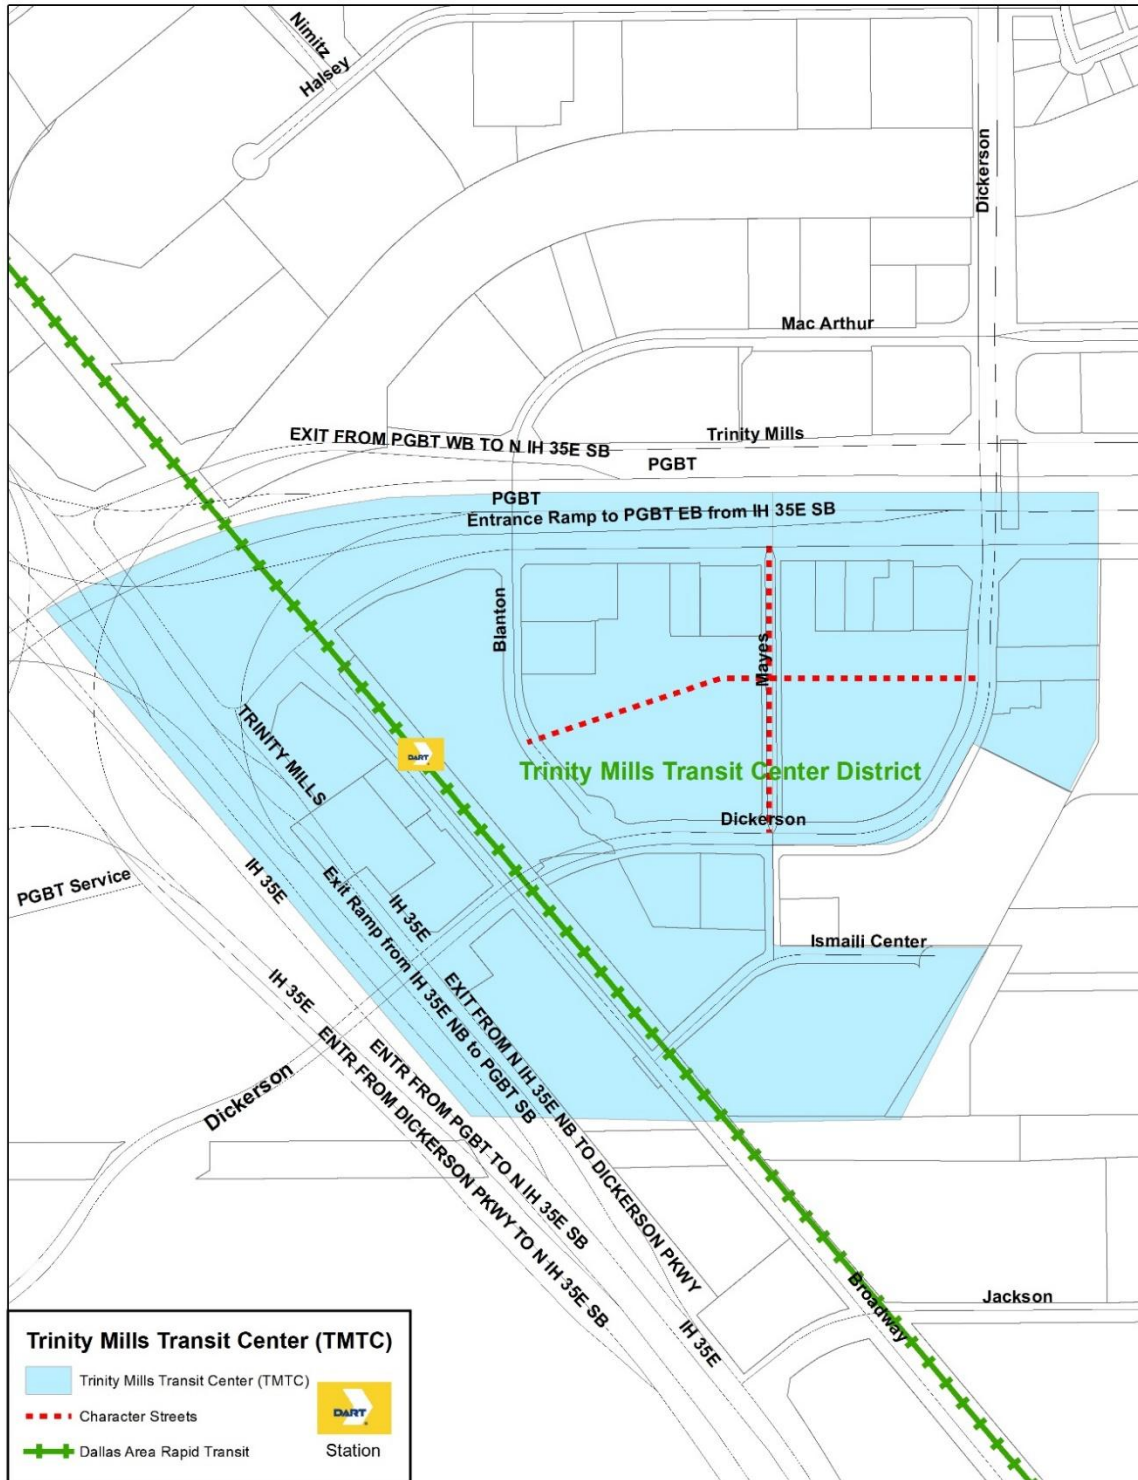 Nimitz
Halsey
Dickerson
Mac Arthur
Trinity Mills
EXIT FROM PGBT WB TO N IH 35E SB
PGBT
PGBT
Entrance Ramp to PGBT EB from IH 35E SB
Blanton
Mayes
TRINITY MILLS
DART
Trinity Mills Transit Center District
Dickerson
PGBT Service
IH 35E
Exit Ramp from IH 35E NB to PGBT SB
IH 35E
Ismaili Center
EXIT FROM N IH 35E NB TO DICKERSON PKWY
IH 35E
ENTR FROM PGBT TO N IH 35E SB
ENTR FROM DICKERSON PKWY TO N IH 35E SB
Dickerson
Broadway
Jackson
IH 35E
Trinity Mills Transit Center (TMTC)
Trinity Mills Transit Center (TMTC)
Character Streets
DART
Dallas Area Rapid Transit
Station